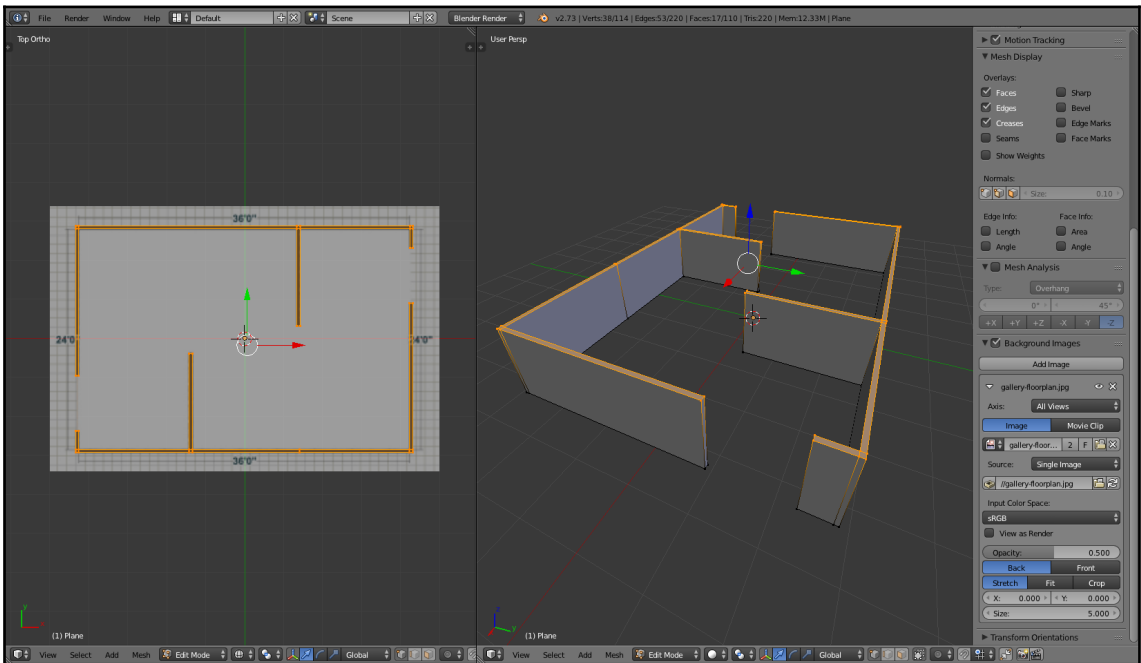 File Render Window Help Default Scene Blender Render v2.73 | Verts:38/114 | Edges:53/220 | Faces:17/110 | Tris:220 | Mem:12.33M | Plane
Top Ortho
36'0"
24'0
4'0"
36'0"
y
x
(1) Plane
User Persp
z
y
(1) Plane
Motion Tracking
Mesh Display
Overlays:
Faces Sharp
Edges Bevel
Creases Edge Marks
Seams Face Marks
Show Weights
Normals:
Size: 0.10
Edge Info: Face Info:
Length Area
Angle Angle
Mesh Analysis
Type: Overhang
0° 45°
+X +Y +Z -X -Y -Z
Background Images
Add Image
gallery-floorplan.jpg
Axis: All Views
Image Movie Clip
gallery-floor... 2 F
Source: Single Image
//gallery-floorplan.jpg
Input Color Space:
sRGB
View as Render
Opacity: 0.500
Back Front
Stretch Fit Crop
X: 0.000 Y: 0.000
Size: 5.000
Transform Orientations
View Select Add Mesh Edit Mode Global
View Select Add Mesh Edit Mode Global